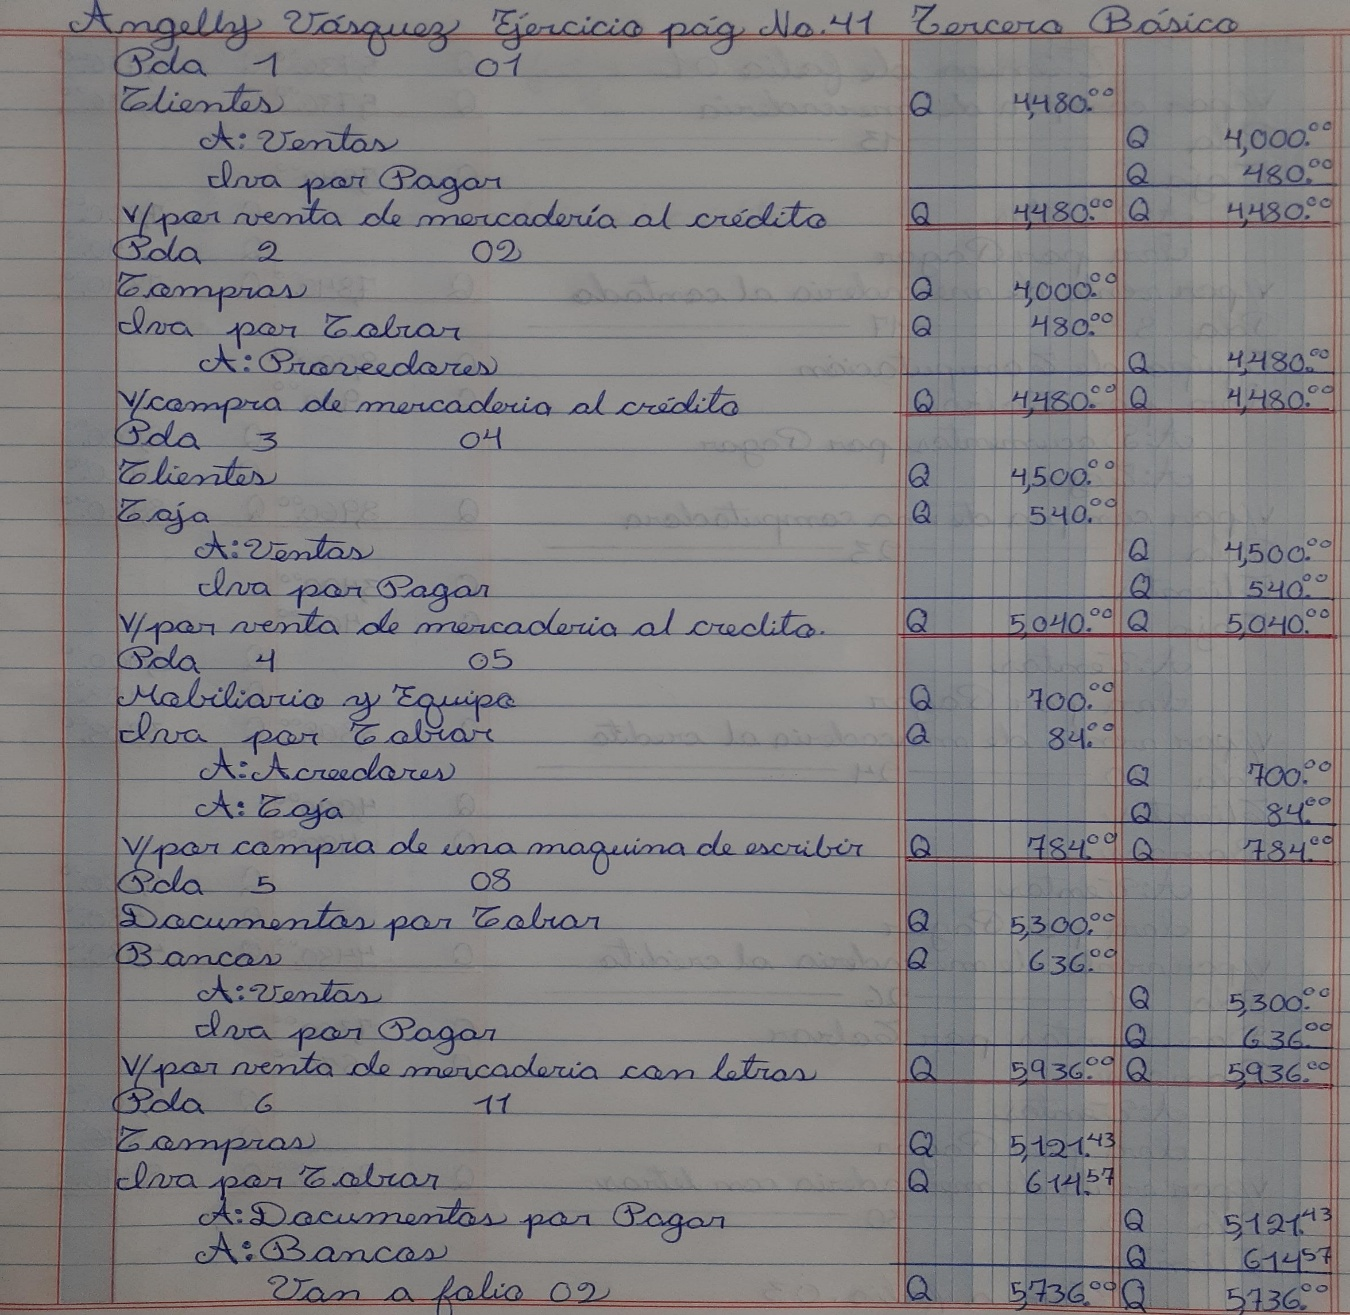 Angelly Vásquez Ejercicio pág No. 41 Tercero Básico
Pda 1 01
Clientes Q 4,480.00
A: Ventas Q 4,000.00
Iva por Pagar Q 480.00
V/por venta de mercadería al crédito Q 4,480.00 Q 4,480.00
Pda 2 02
Compras Q 4,000.00
Iva por Cobrar Q 480.00
A: Proveedores Q 4,480.00
V/compra de mercaderia al crédito Q 4,480.00 Q 4,480.00
Pda 3 04
Clientes Q 4,500.00
Caja Q 540.00
A: Ventas Q 4,500.00
Iva por Pagar Q 540.00
V/por venta de mercaderia al credito. Q 5,040.00 Q 5,040.00
Pda 4 05
Mobiliario y Equipo Q 700.00
Iva por Cobrar Q 84.00
A: Acreedores Q 700.00
A: Caja Q 84.00
V/por compra de una maquina de escribir Q 784.00 Q 784.00
Pda 5 08
Documentos por Cobrar Q 5,300.00
Bancos Q 636.00
A: Ventas Q 5,300.00
Iva por Pagar Q 636.00
V/por venta de mercaderia con letras Q 5,936.00 Q 5,936.00
Pda 6 11
Compras Q 5,121.43
Iva por Cobrar Q 614.57
A: Documentos por Pagar Q 5,121.43
A: Bancos Q 614.57
Van a folio 02 Q 5,736.00 Q 5,736.00